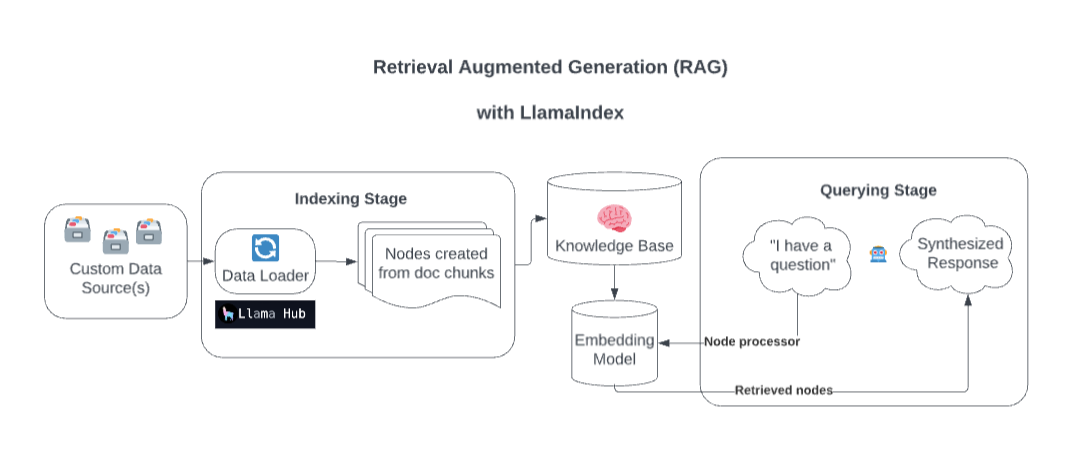 Retrieval Augmented Generation (RAG)
with LlamaIndex
Custom Data
Source(s)
Indexing Stage
Data Loader
Llama Hub
Nodes created
from doc chunks
Knowledge Base
Embedding
Model
Querying Stage
"I have a
question"
Synthesized
Response
Node processor
Retrieved nodes